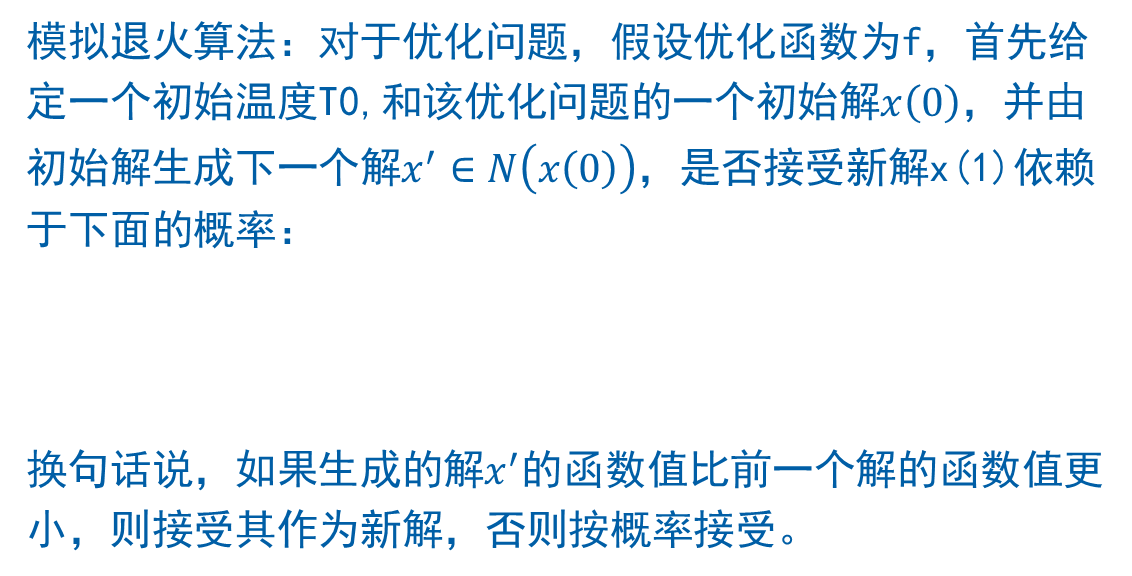 模拟退火算法：对于优化问题，假设优化函数为f，首先给
定一个初始温度T0,和该优化问题的一个初始解x(0)，并由
初始解生成下一个解x′ ∈ N(x(0))，是否接受新解x(1)依赖
于下面的概率：
换句话说，如果生成的解x′的函数值比前一个解的函数值更
小，则接受其作为新解，否则按概率接受。